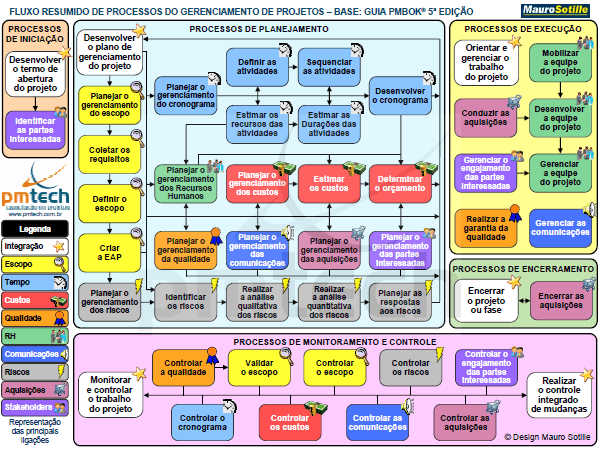 FLUXO RESUMIDO DE PROCESSOS DO GERENCIAMENTO DE PROJETOS – BASE: GUIA PMBOK® 5ª EDIÇÃO
MauroSotille
PROCESSOS
DE INICIAÇÃO
Desenvolver
o termo de
abertura
do projeto
Identificar
as partes
Interessadas
pmtech
capacitação em projetos
www.pmtech.com.br
Legenda
Integração
Escopo
Tempo
Custos
Qualidade
RH
Comunicações
Riscos
Aquisições
Stakeholders
Representação
das principais
ligações
PROCESSOS DE PLANEJAMENTO
Desenvolver
o plano de
gerenciamento
do projeto
Planejar o
gerenciamento
do escopo
Coletar os
requisitos
Definir o
escopo
Criar
a EAP
Planejar o
gerenciamento
dos riscos
Planejar o
gerenciamento
do cronograma
Definir as
atividades
Sequenciar
as atividades
Estimar os
recursos das
atividades
Estimar as
Durações das
atividades
Desenvolver
o cronograma
Planejar o
gerenciamento
dos Recursos
Humanos
Planejar o
gerenciamento
dos custos
Estimar
os custos
Determinar
o orçamento
Planejar o
gerenciamento
da qualidade
Planejar o
gerenciamento
das
comunicações
Planejar o
gerenciamento
das aquisições
Planejar o
gerenciamento
das partes
Interessadas
Identificar
os riscos
Realizar
a análise
qualitativa
dos riscos
Realizar
a análise
quantitativa
dos riscos
Planejar as
respostas
aos riscos
PROCESSOS DE EXECUÇÃO
Orientar e
gerenciar o
trabalho
do projeto
Mobilizar
a equipe
do projeto
Conduzir as
aquisições
Desenvolver
a equipe
do projeto
Gerenciar o
engajamento
das partes
interessadas
Gerenciar
a equipe
do projeto
Realizar a
garantia da
qualidade
Gerenciar as
comunicações
PROCESSOS DE ENCERRAMENTO
Encerrar
o projeto
ou fase
Encerrar as
aquisições
PROCESSOS DE MONITORAMENTO E CONTROLE
Monitorar
e controlar
o trabalho
do projeto
Controlar
a qualidade
Validar
o escopo
Controlar
o escopo
Controlar
os riscos
Controlar o
engajamento
das partes
Interessadas
Controlar o
cronograma
Controlar
os custos
Controlar as
comunicações
Controlar as
aquisições
Realizar
o controle
integrado
de mudanças
© Design Mauro Sotille